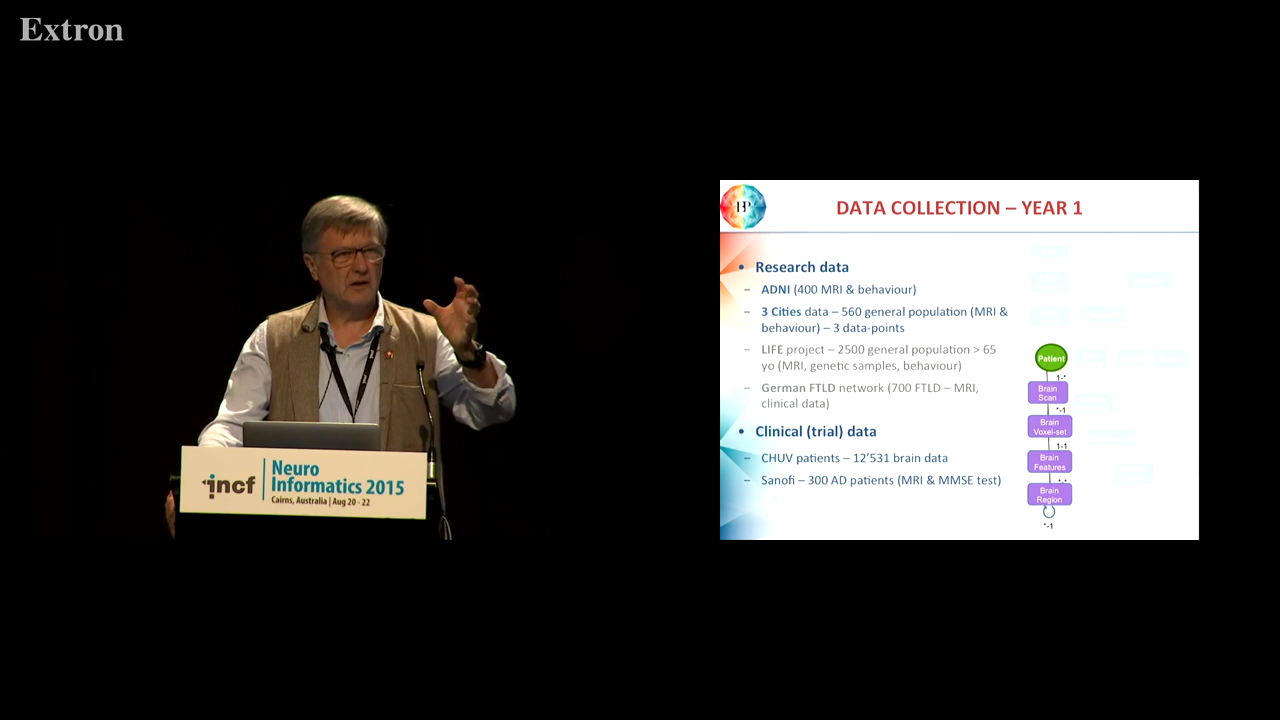 Extron
DATA COLLECTION – YEAR 1
• Research data
– ADNI (400 MRI & behaviour)
– 3 Cities data – 560 general population (MRI &
behaviour) – 3 data-points
– LIFE project – 2500 general population > 65
yo (MRI, genetic samples, behaviour)
– German FTLD network (700 FTLD – MRI,
clinical data)
• Clinical (trial) data
– CHUV patients – 12'531 brain data
– Sanofi – 300 AD patients (MRI & MMSE test)
Patient
1-*
Brain
Scan
*-1
Brain
Voxel-set
1-1
Brain
Features
*-*
Brain
Region
*-1
incf
Neuro
Informatics 2015
Cairns, Australia | Aug 20 - 22